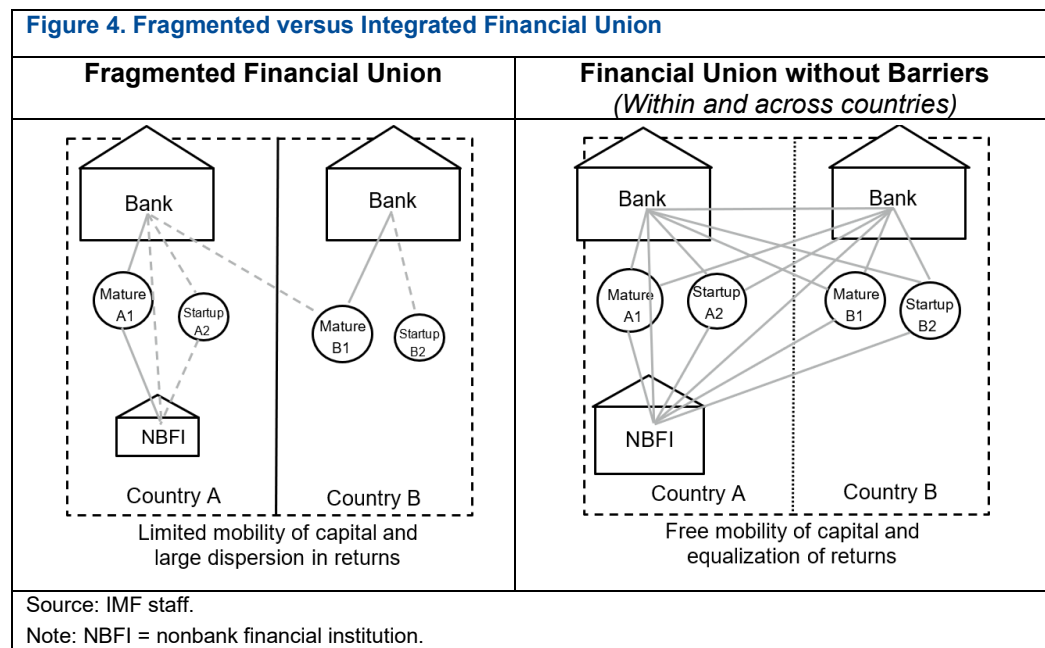 Figure 4. Fragmented versus Integrated Financial Union
Fragmented Financial Union
Bank
Bank
Mature
A1
Startup
A2
Mature
B1
Startup
B2
NBFI
Country A
Country B
Limited mobility of capital and
large dispersion in returns
Financial Union without Barriers
(Within and across countries)
Bank
Bank
Mature
A1
Startup
A2
Mature
B1
Startup
B2
NBFI
Country A
Country B
Free mobility of capital and
equalization of returns
Source: IMF staff.
Note: NBFI = nonbank financial institution.